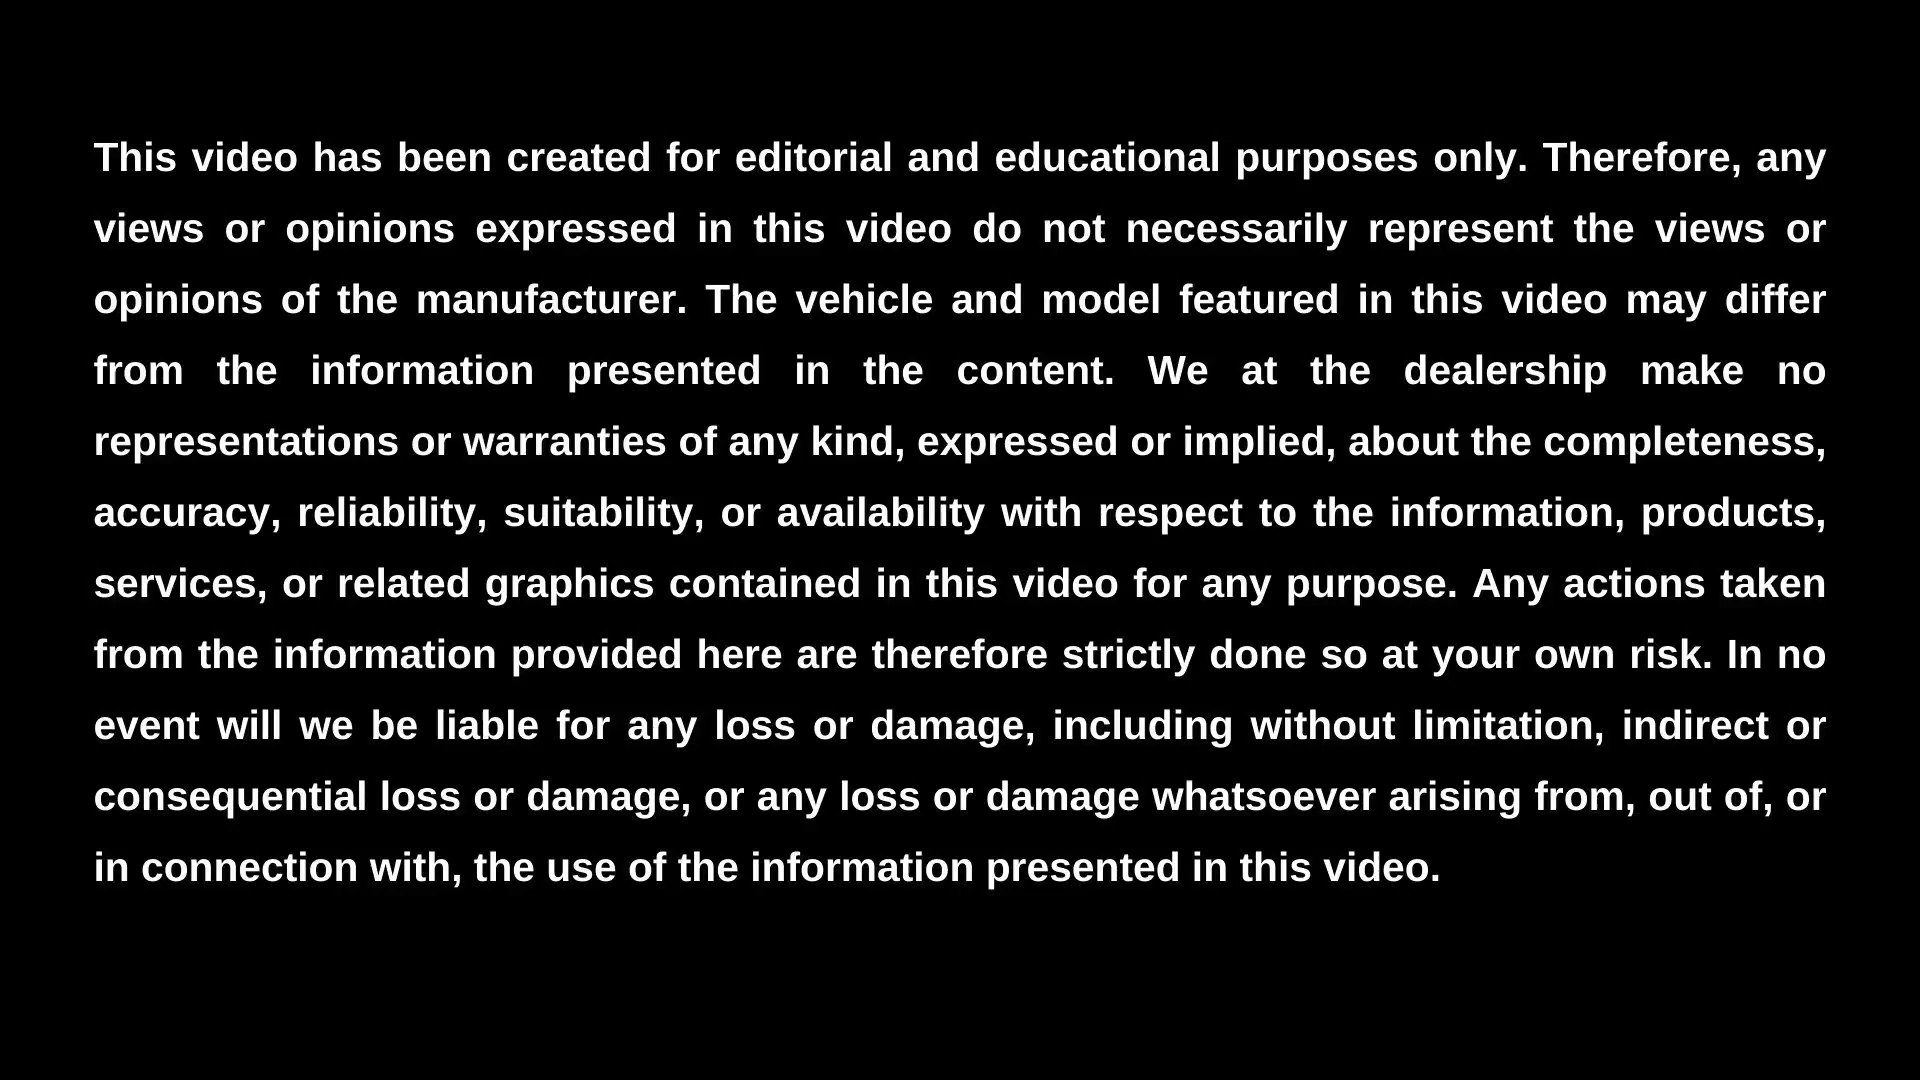 This video has been created for editorial and educational purposes only. Therefore, any
views or opinions expressed in this video do not necessarily represent the views or
opinions of the manufacturer. The vehicle and model featured in this video may differ
from the information presented in the content. We at the dealership make no
representations or warranties of any kind, expressed or implied, about the completeness,
accuracy, reliability, suitability, or availability with respect to the information, products,
services, or related graphics contained in this video for any purpose. Any actions taken
from the information provided here are therefore strictly done so at your own risk. In no
event will we be liable for any loss or damage, including without limitation, indirect or
consequential loss or damage, or any loss or damage whatsoever arising from, out of, or
in connection with, the use of the information presented in this video.